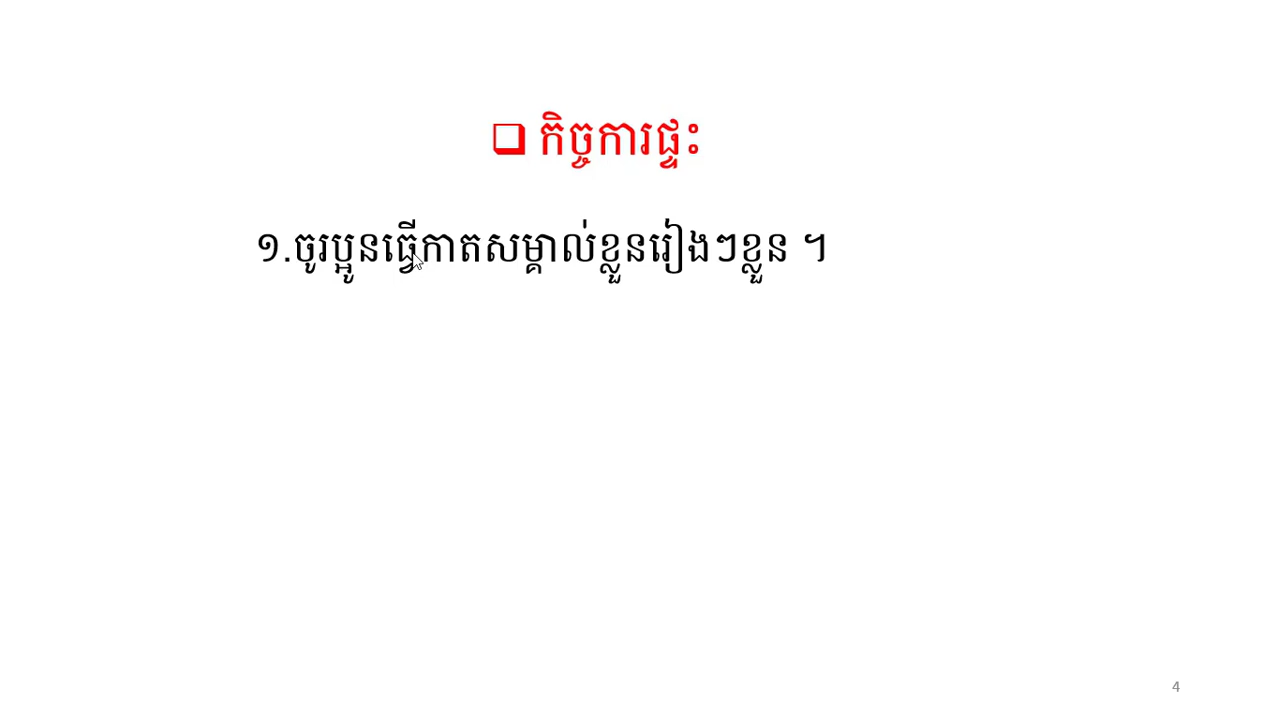 ❑ កិច្ចការផ្ទះ
១.ចូរប្អូនធ្វើកាតសម្គាល់ខ្លួនរៀងៗខ្លួន ។
4